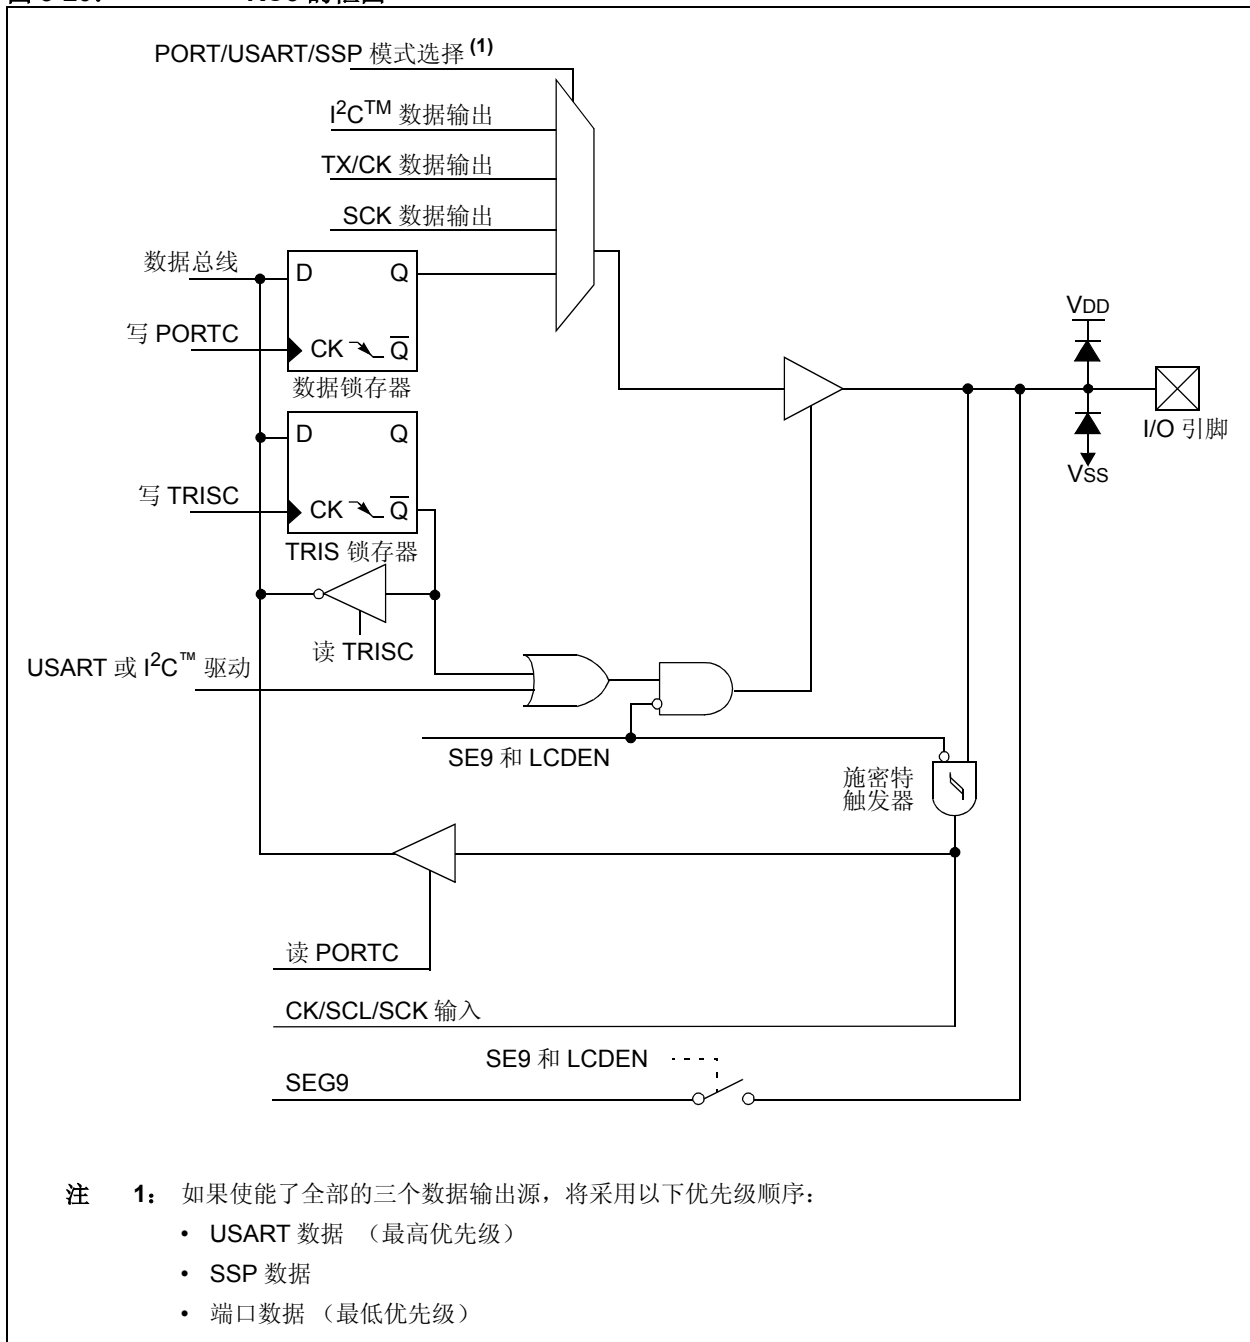 PORT/USART/SSP 模式选择 (1)
I²C™ 数据输出
TX/CK 数据输出
SCK 数据输出
数据总线
D Q
写 PORTC
CK Q̅
数据锁存器
VDD
I/O 引脚
VSS
D Q
写 TRISC
CK Q̅
TRIS 锁存器
读 TRISC
USART 或 I²C™ 驱动
SE9 和 LCDEN
施密特
触发器
读 PORTC
CK/SCL/SCK 输入
SE9 和 LCDEN
SEG9
注 1： 如果使能了全部的三个数据输出源，将采用以下优先级顺序：
• USART 数据 （最高优先级）
• SSP 数据
• 端口数据 （最低优先级）